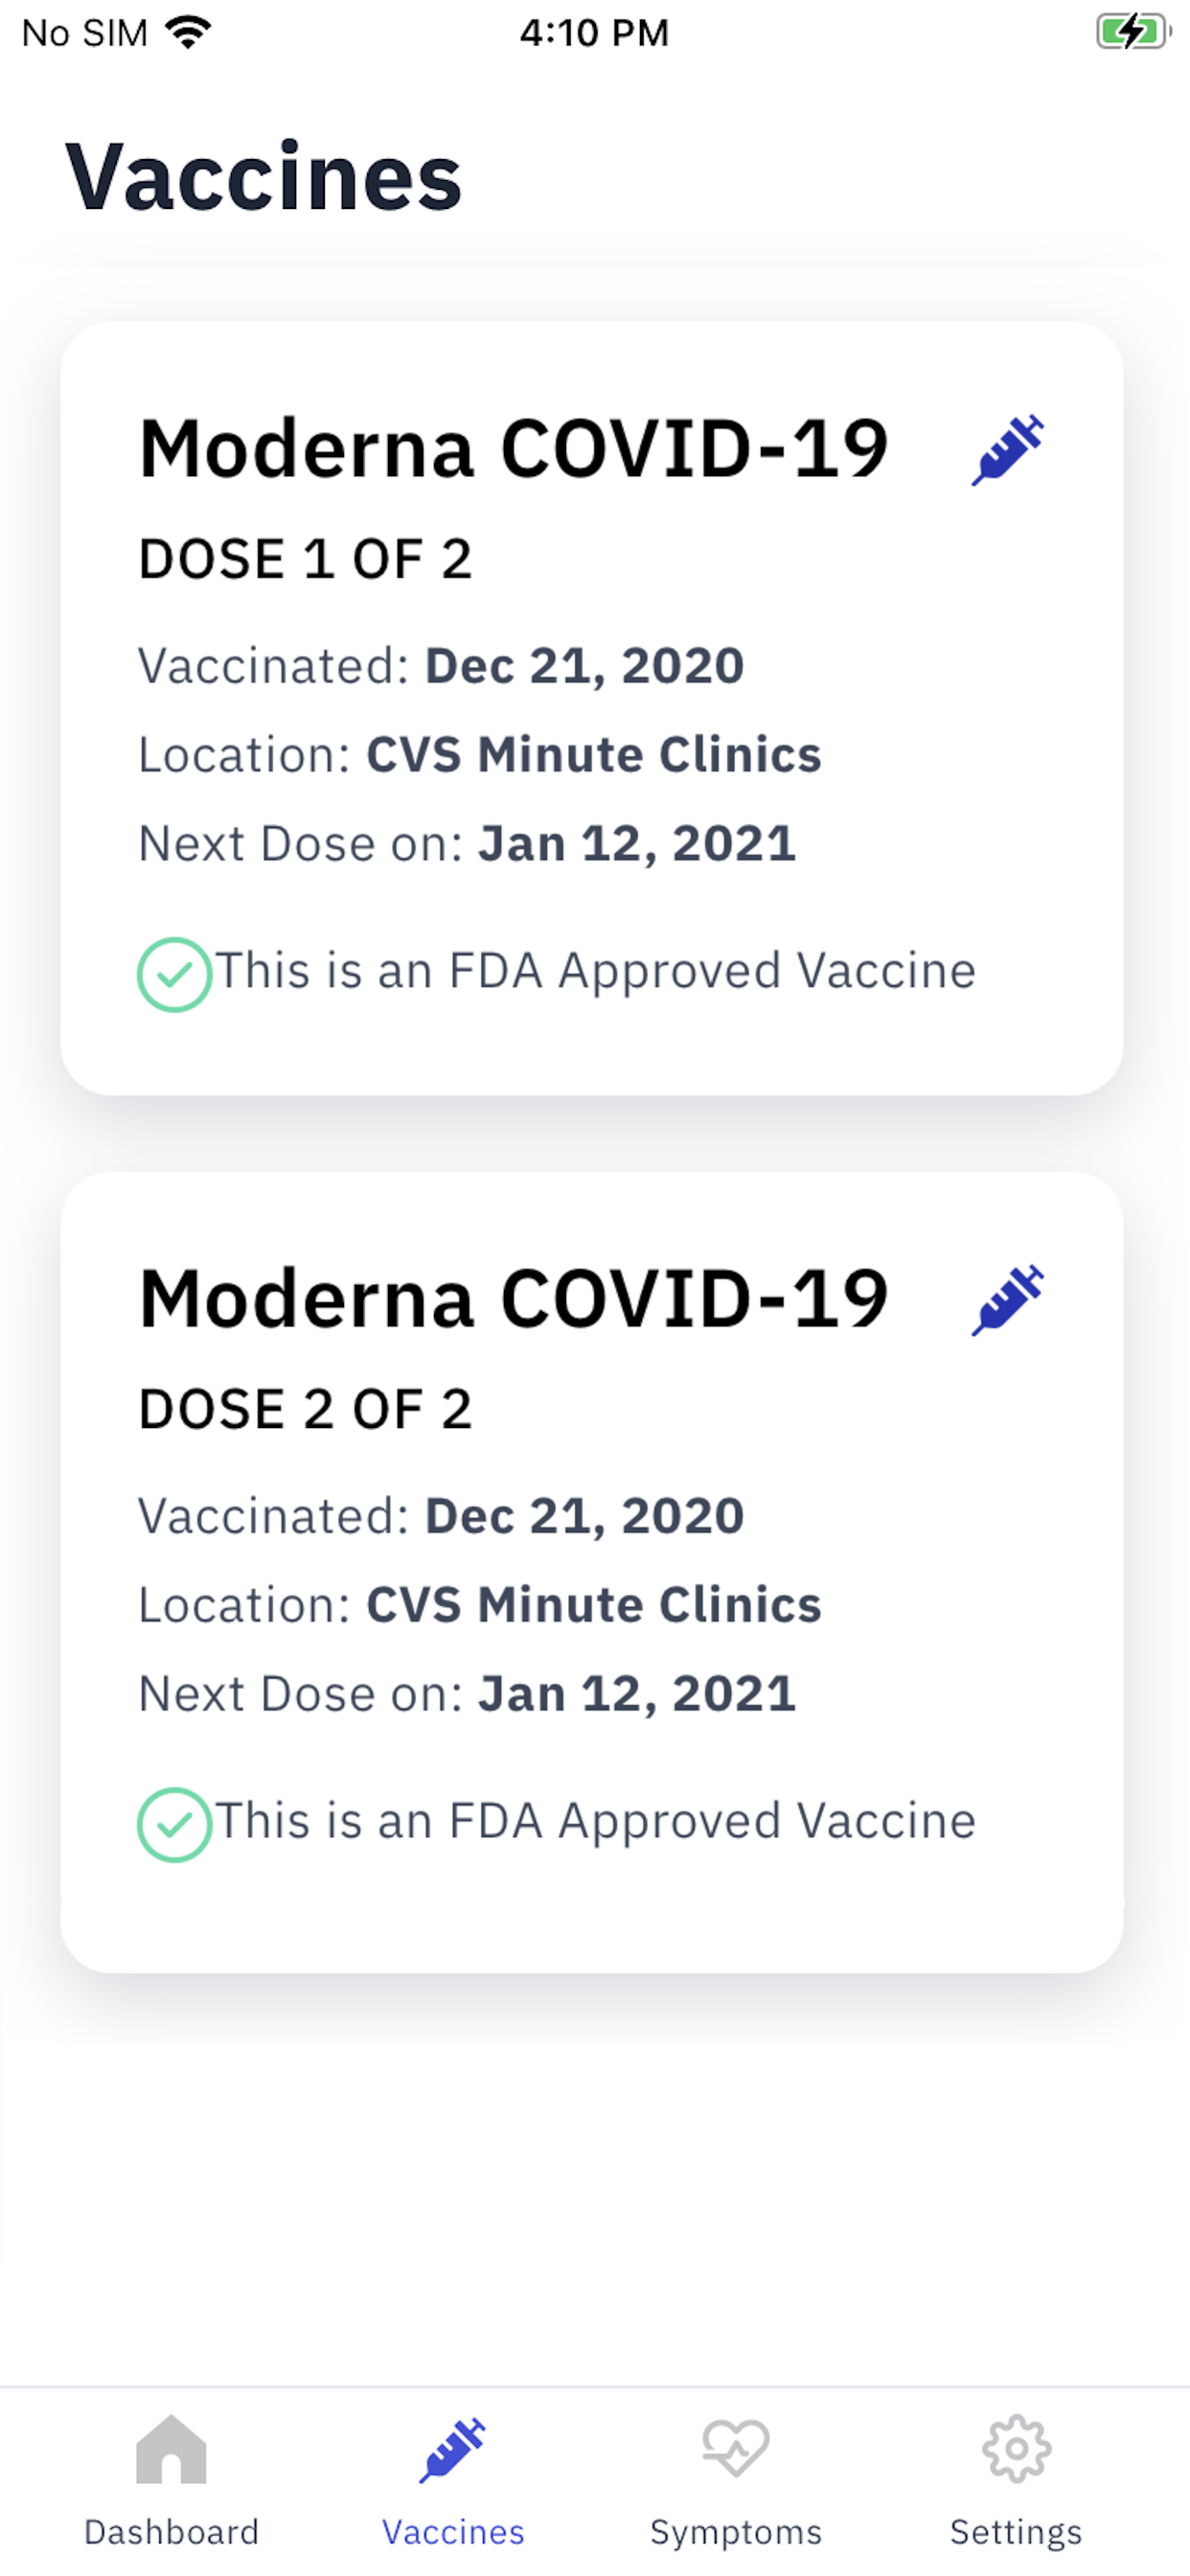 No SIM 4:10 PM
Vaccines
Moderna COVID-19
DOSE 1 OF 2
Vaccinated: Dec 21, 2020
Location: CVS Minute Clinics
Next Dose on: Jan 12, 2021
This is an FDA Approved Vaccine
Moderna COVID-19
DOSE 2 OF 2
Vaccinated: Dec 21, 2020
Location: CVS Minute Clinics
Next Dose on: Jan 12, 2021
This is an FDA Approved Vaccine
Dashboard Vaccines Symptoms Settings